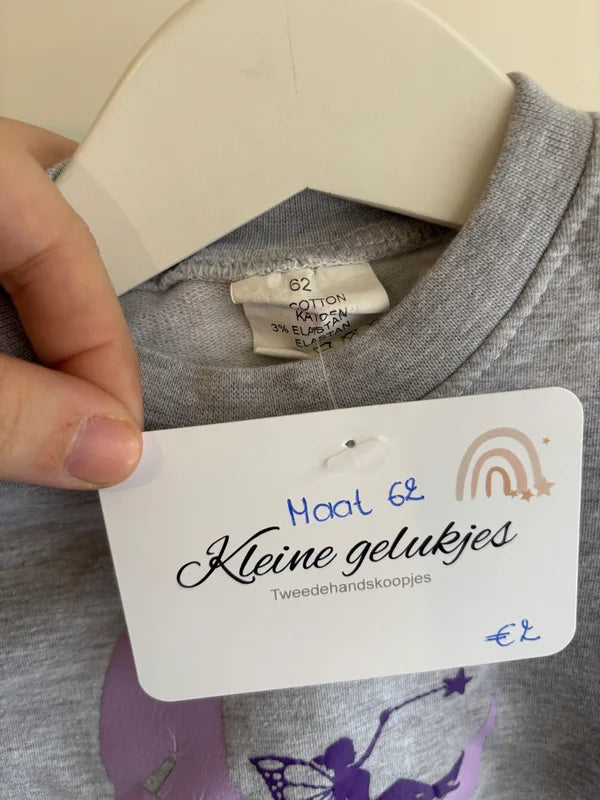 62
COTTON
KATOEN
3% ELASTAN
Maat 62
Kleine gelukjes
Tweedehandskoopjes
€2